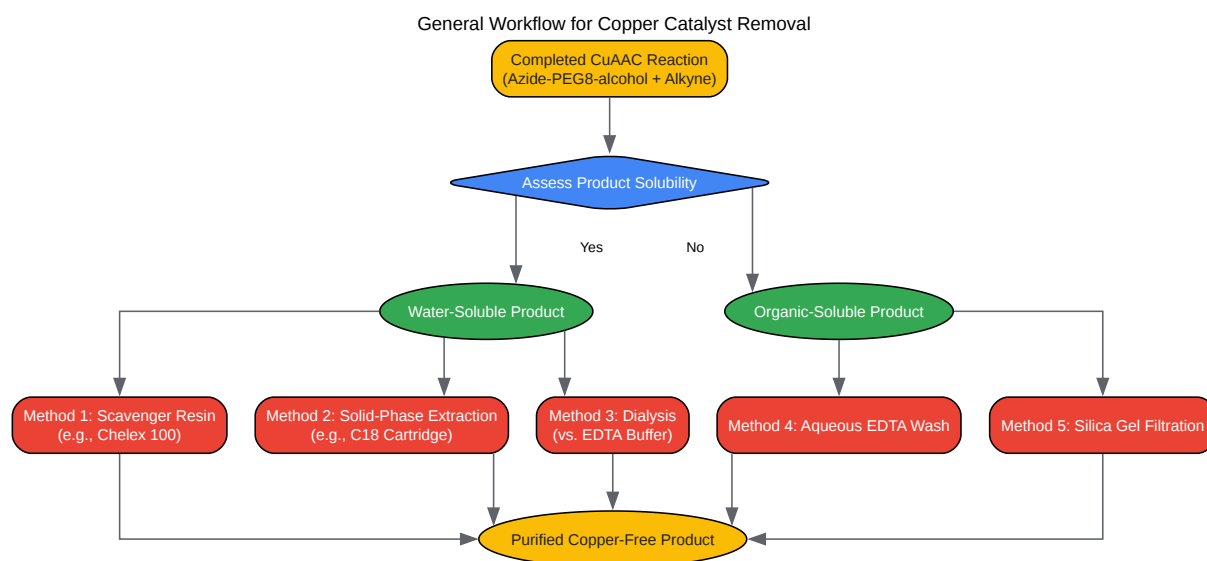 General Workflow for Copper Catalyst Removal
Completed CuAAC Reaction
(Azide-PEG8-alcohol + Alkyne)
Assess Product Solubility
Yes
No
Water-Soluble Product
Organic-Soluble Product
Method 1: Scavenger Resin
(e.g., Chelex 100)
Method 2: Solid-Phase Extraction
(e.g., C18 Cartridge)
Method 3: Dialysis
(vs. EDTA Buffer)
Method 4: Aqueous EDTA Wash
Method 5: Silica Gel Filtration
Purified Copper-Free Product